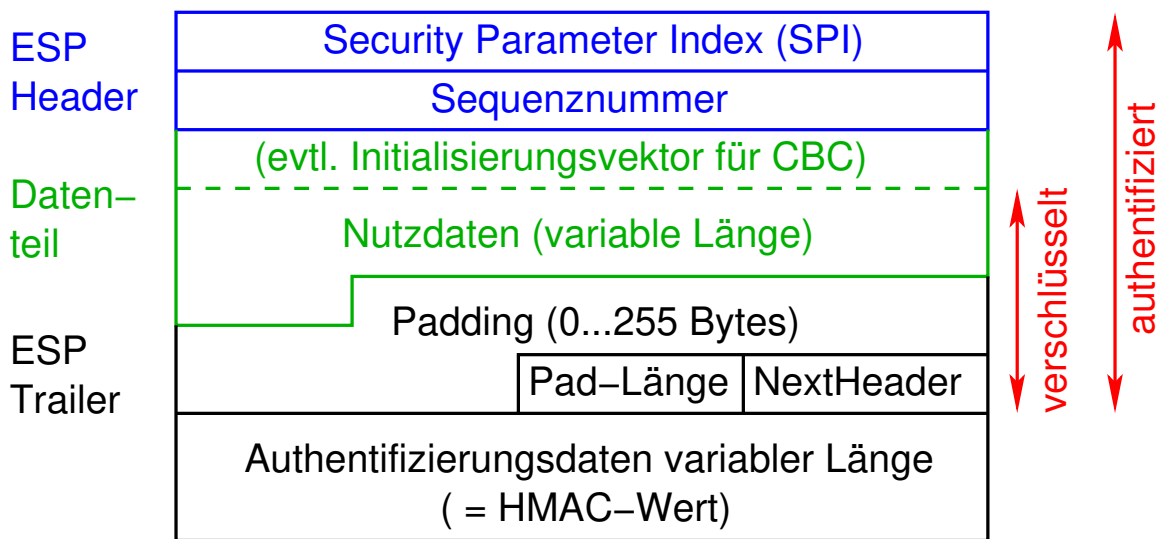 ESP
Header
Security Parameter Index (SPI)
Sequenznummer
(evtl. Initialisierungsvektor für CBC)
Daten−
teil
Nutzdaten (variable Länge)
Padding (0...255 Bytes)
ESP
Trailer
Pad−Länge
NextHeader
Authentifizierungsdaten variabler Länge
( = HMAC−Wert)
verschlüsselt
authentifiziert